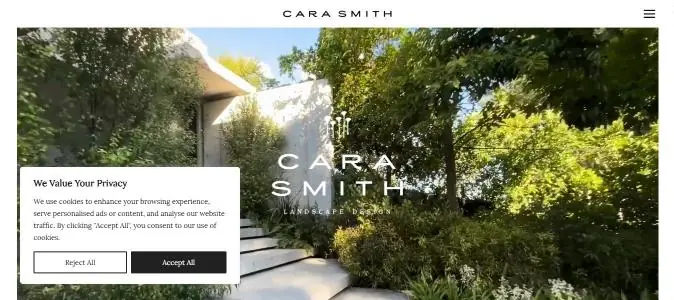 CARA SMITH
CARA
SMITH
LANDSCAPE DESIGN
We Value Your Privacy
We use cookies to enhance your browsing experience,
serve personalised ads or content, and analyse our website
traffic. By clicking "Accept All", you consent to our use of
cookies.
Reject All
Accept All